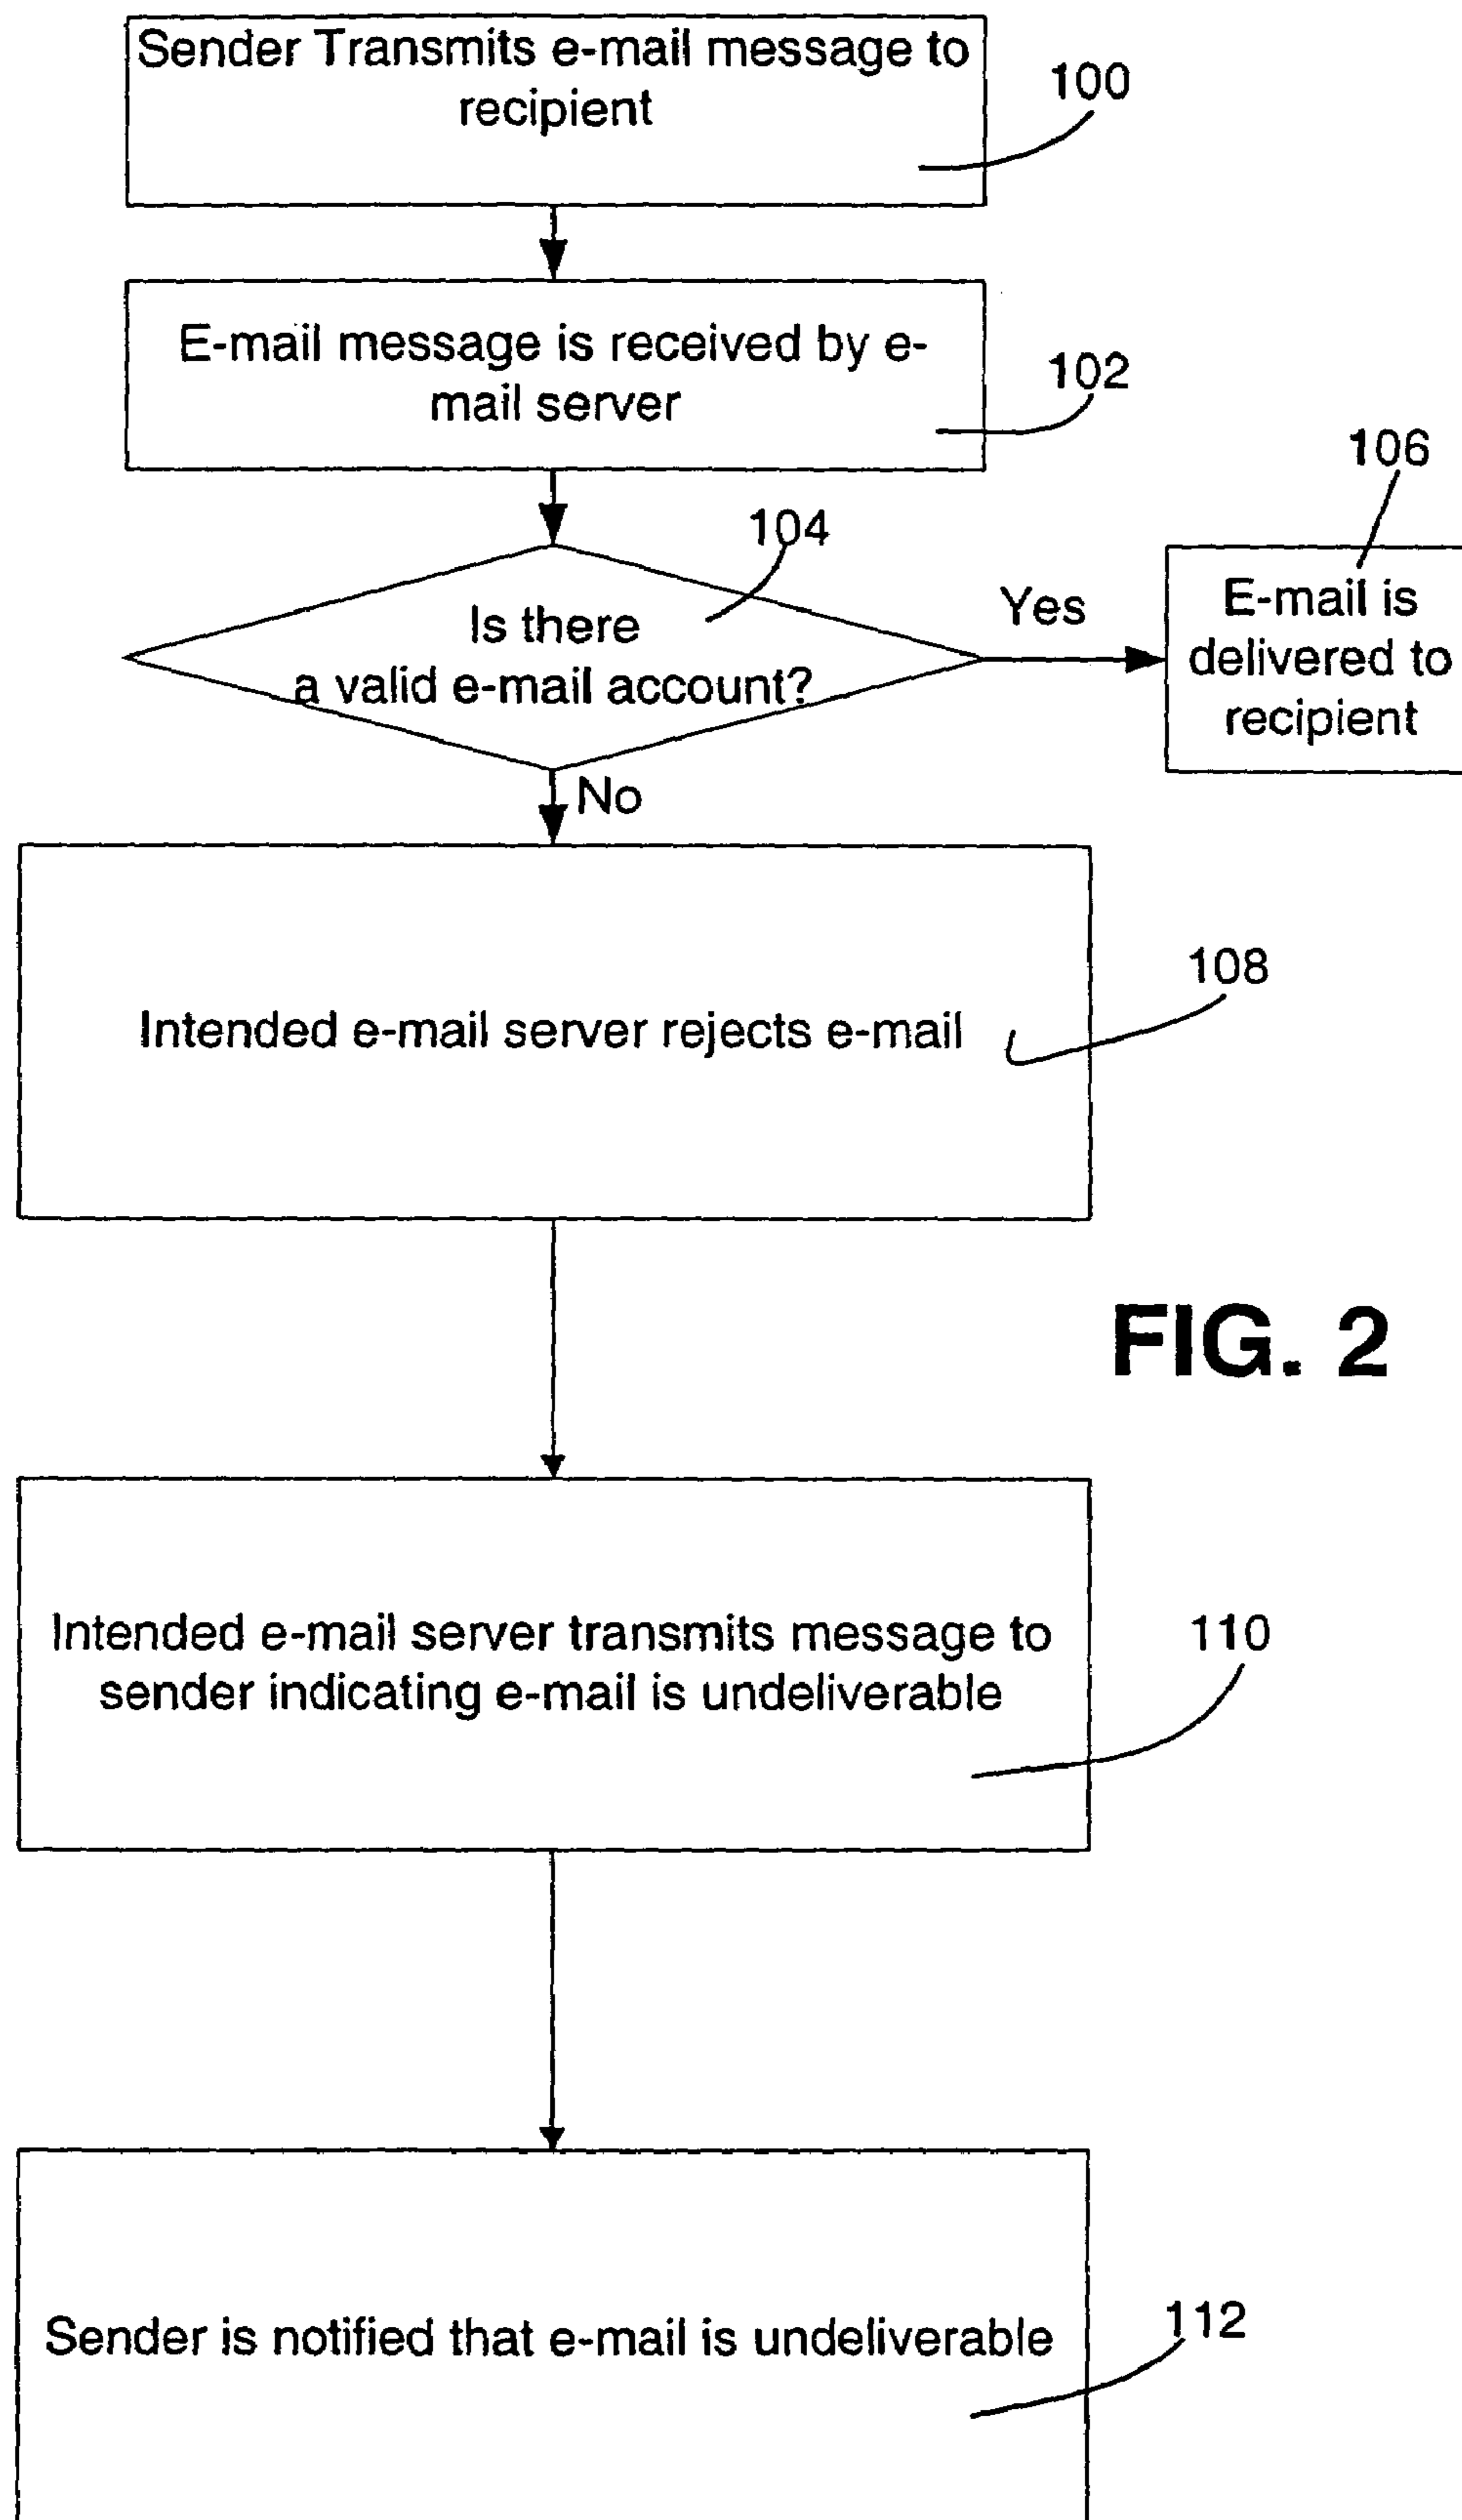 Sender Transmits e-mail message to
recipient
100
E-mail message is received by e-
mail server
102
104
Is there
a valid e-mail account?
Yes
106
E-mail is
delivered to
recipient
No
Intended e-mail server rejects e-mail
108
FIG. 2
Intended e-mail server transmits message to
sender indicating e-mail is undeliverable
110
Sender is notified that e-mail is undeliverable
112